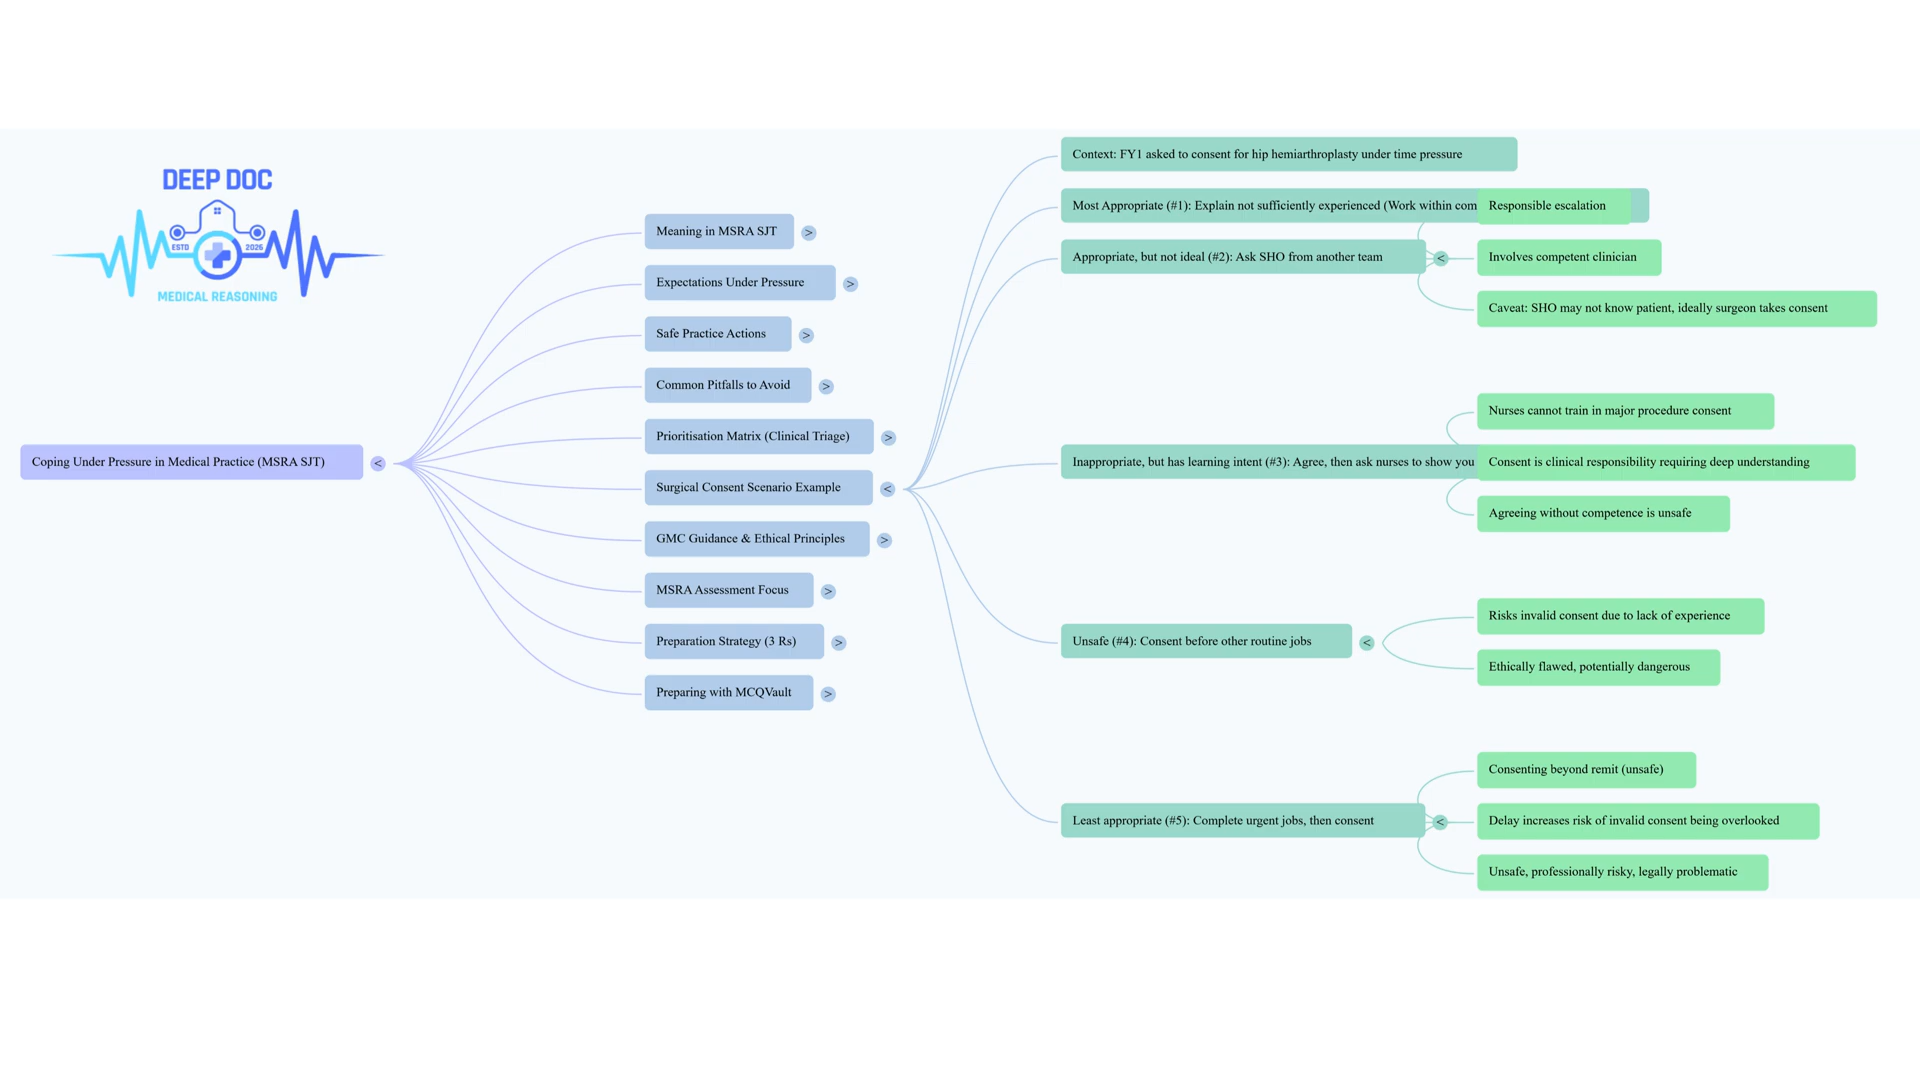 DEEP DOC
ESTD
2026
MEDICAL REASONING
Coping Under Pressure in Medical Practice (MSRA SJT)
<
Meaning in MSRA SJT
>
Expectations Under Pressure
>
Safe Practice Actions
>
Common Pitfalls to Avoid
>
Prioritisation Matrix (Clinical Triage)
>
Surgical Consent Scenario Example
<
GMC Guidance & Ethical Principles
>
MSRA Assessment Focus
>
Preparation Strategy (3 Rs)
>
Preparing with MCQVault
>
Context: FY1 asked to consent for hip hemiarthroplasty under time pressure
Most Appropriate (#1): Explain not sufficiently experienced (Work within com
Appropriate, but not ideal (#2): Ask SHO from another team
<
Responsible escalation
Involves competent clinician
Caveat: SHO may not know patient, ideally surgeon takes consent
Inappropriate, but has learning intent (#3): Agree, then ask nurses to show you
Nurses cannot train in major procedure consent
Consent is clinical responsibility requiring deep understanding
Agreeing without competence is unsafe
Unsafe (#4): Consent before other routine jobs
<
Risks invalid consent due to lack of experience
Ethically flawed, potentially dangerous
Least appropriate (#5): Complete urgent jobs, then consent
<
Consenting beyond remit (unsafe)
Delay increases risk of invalid consent being overlooked
Unsafe, professionally risky, legally problematic